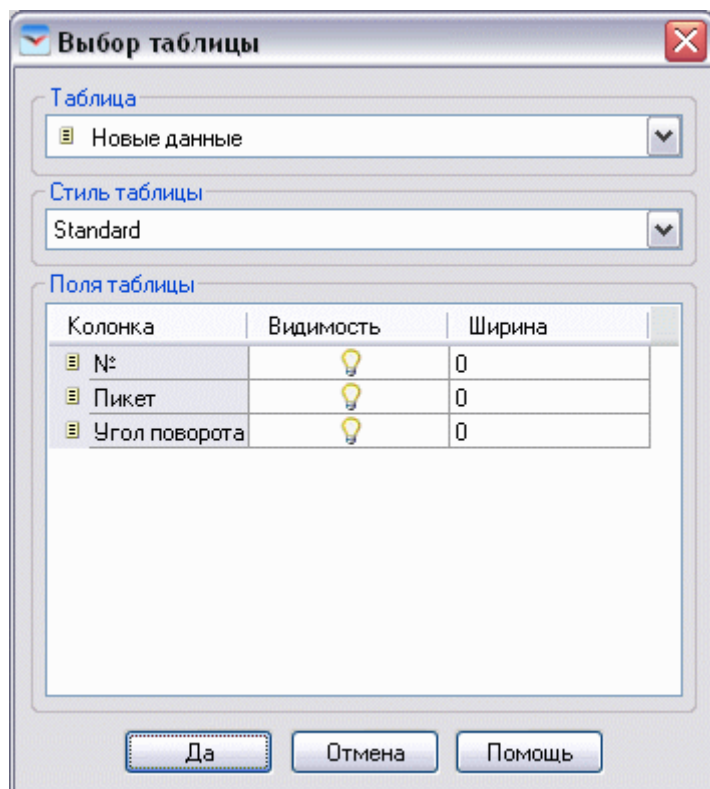 Выбор таблицы
Таблица
Новые данные
Стиль таблицы
Standard
Поля таблицы
Колонка Видимость Ширина
№ 0
Пикет 0
Угол поворота 0
Да Отмена Помощь